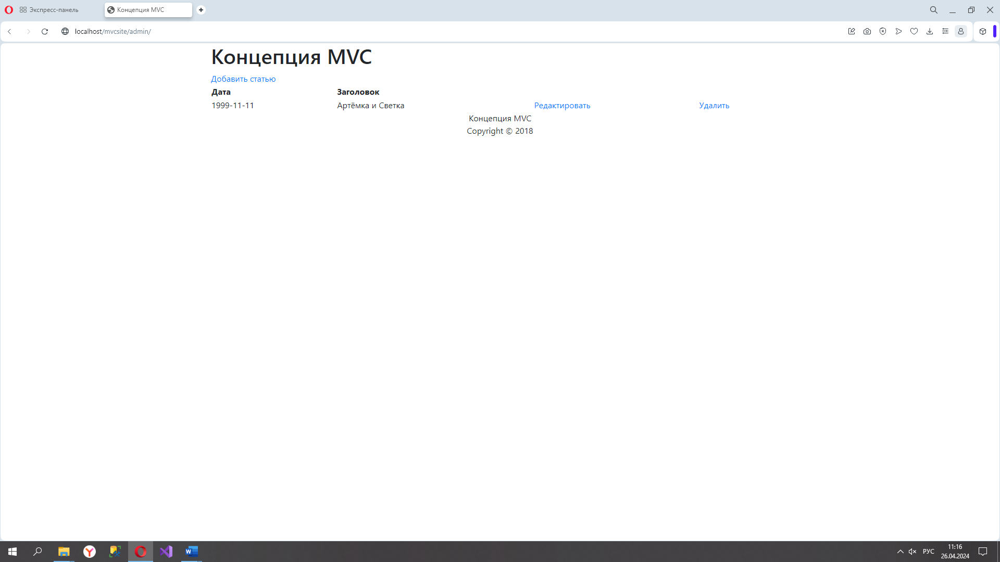 Экспресс-панель
Концепция MVC
localhost/mvcsite/admin/
Концепция MVC
Добавить статью
Дата Заголовок
1999-11-11 Артёмка и Светка Редактировать Удалить
Концепция MVC
Copyright © 2018
РУС
11:16
26.04.2024